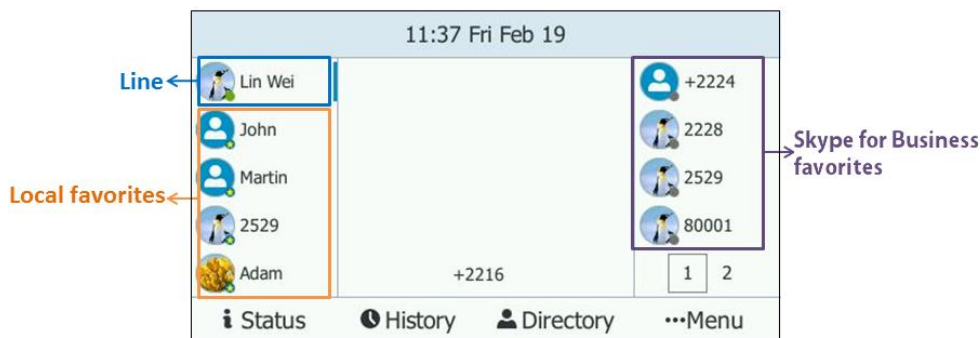 11:37 Fri Feb 19
Line
Lin Wei
John
Martin
2529
Adam
Local favorites
+2216
+2224
2228
2529
80001
Skype for Business
favorites
1 2
Status History Directory Menu